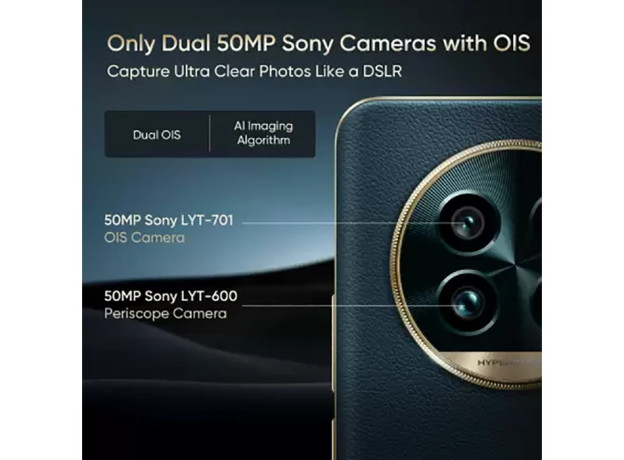 Only Dual 50MP Sony Cameras with OIS
Capture Ultra Clear Photos Like a DSLR
Dual OIS
AI Imaging
Algorithm
50MP Sony LYT-701
OIS Camera
50MP Sony LYT-600
Periscope Camera